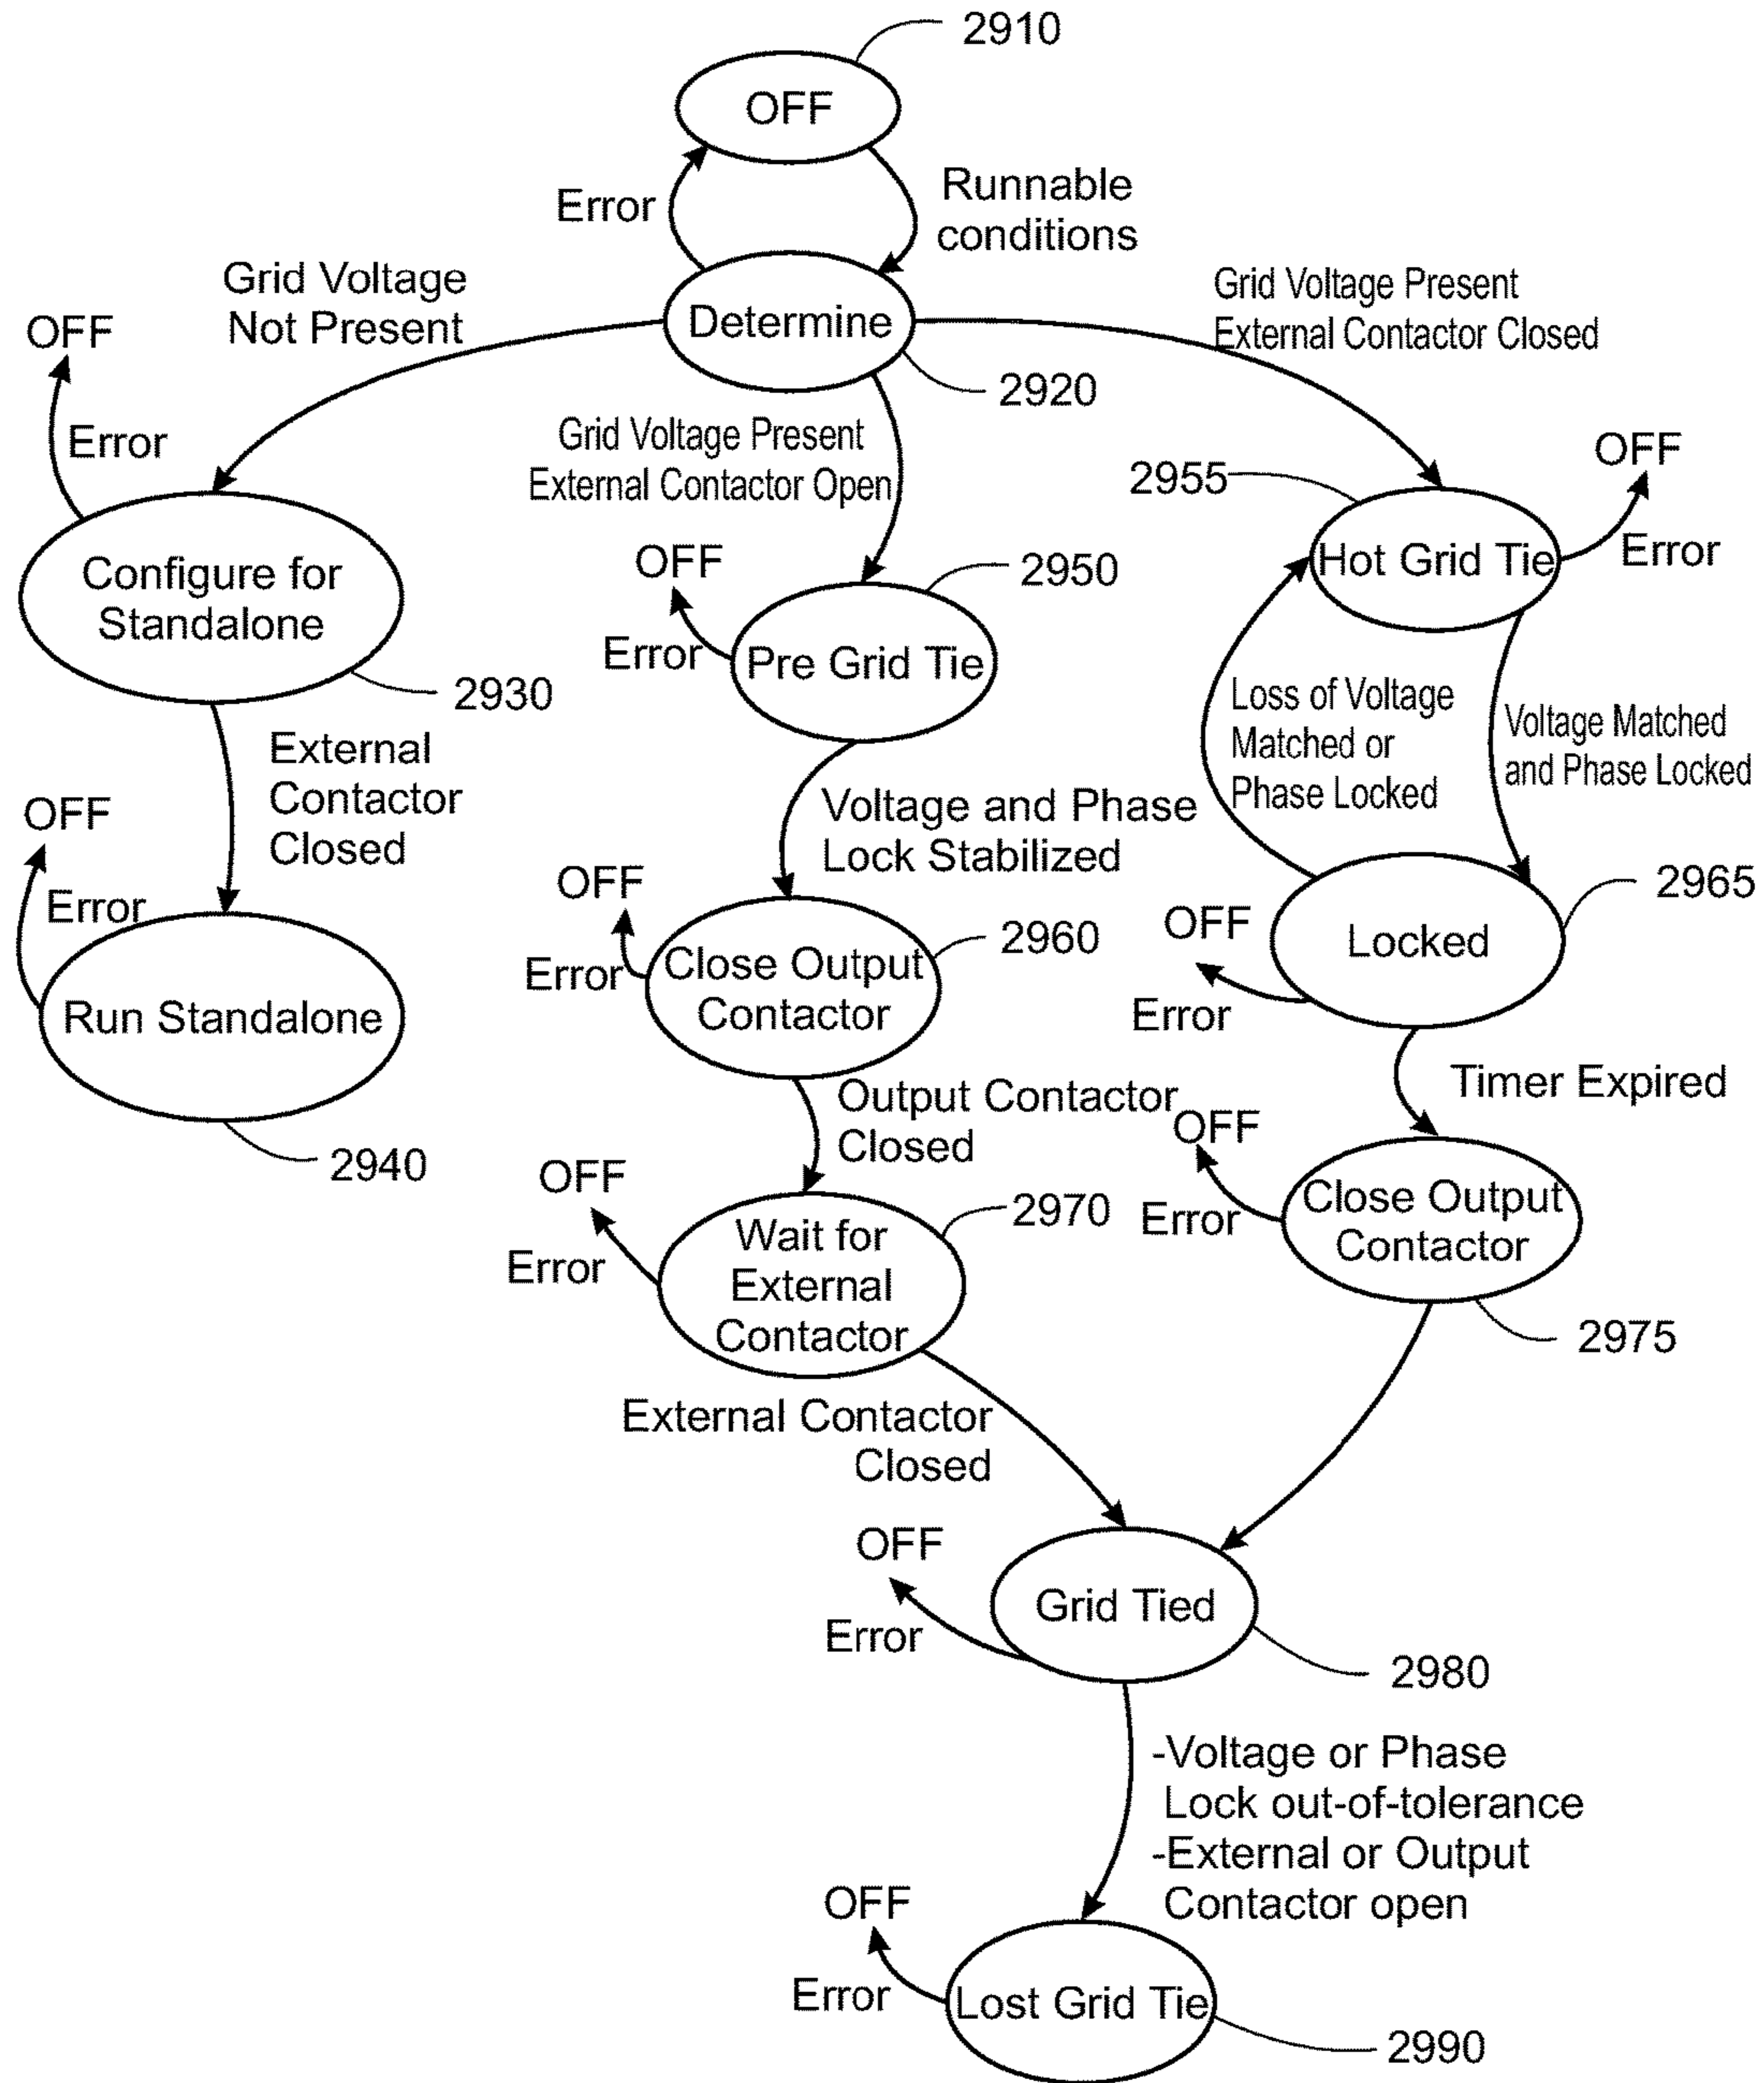 2910
OFF
Error
Runnable
conditions
Grid Voltage
Not Present
Determine
2920
Grid Voltage Present
External Contactor Closed
OFF
Error
Grid Voltage Present
External Contactor Open
2955
OFF
Error
Hot Grid Tie
Configure for
Standalone
2930
OFF
Error
2950
Pre Grid Tie
Loss of Voltage
Matched or
Phase Locked
Voltage Matched
and Phase Locked
External
Contactor
Closed
Voltage and Phase
Lock Stabilized
OFF
Error
Run Standalone
2940
OFF
Error
Close Output
Contactor
2960
2965
Locked
OFF
Error
Timer Expired
Output Contactor
Closed
OFF
Error
Close Output
Contactor
2975
OFF
Error
Wait for
External
Contactor
2970
External Contactor
Closed
OFF
Error
Grid Tied
2980
-Voltage or Phase
Lock out-of-tolerance
-External or Output
Contactor open
OFF
Error
Lost Grid Tie
2990